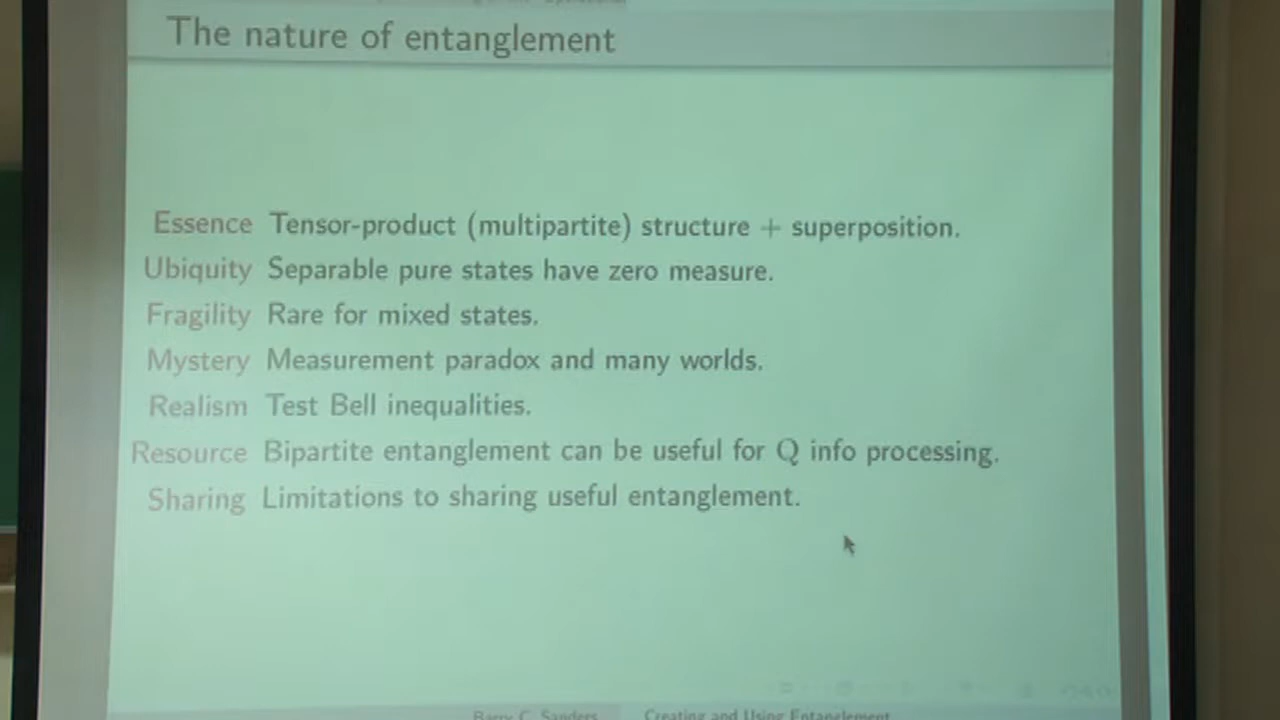 The nature of entanglement
Essence Tensor-product (multipartite) structure + superposition.
Ubiquity Separable pure states have zero measure.
Fragility Rare for mixed states.
Mystery Measurement paradox and many worlds.
Realism Test Bell inequalities.
Resource Bipartite entanglement can be useful for Q info processing.
Sharing Limitations to sharing useful entanglement.
Barry C. Sanders Creating and Using Entanglement